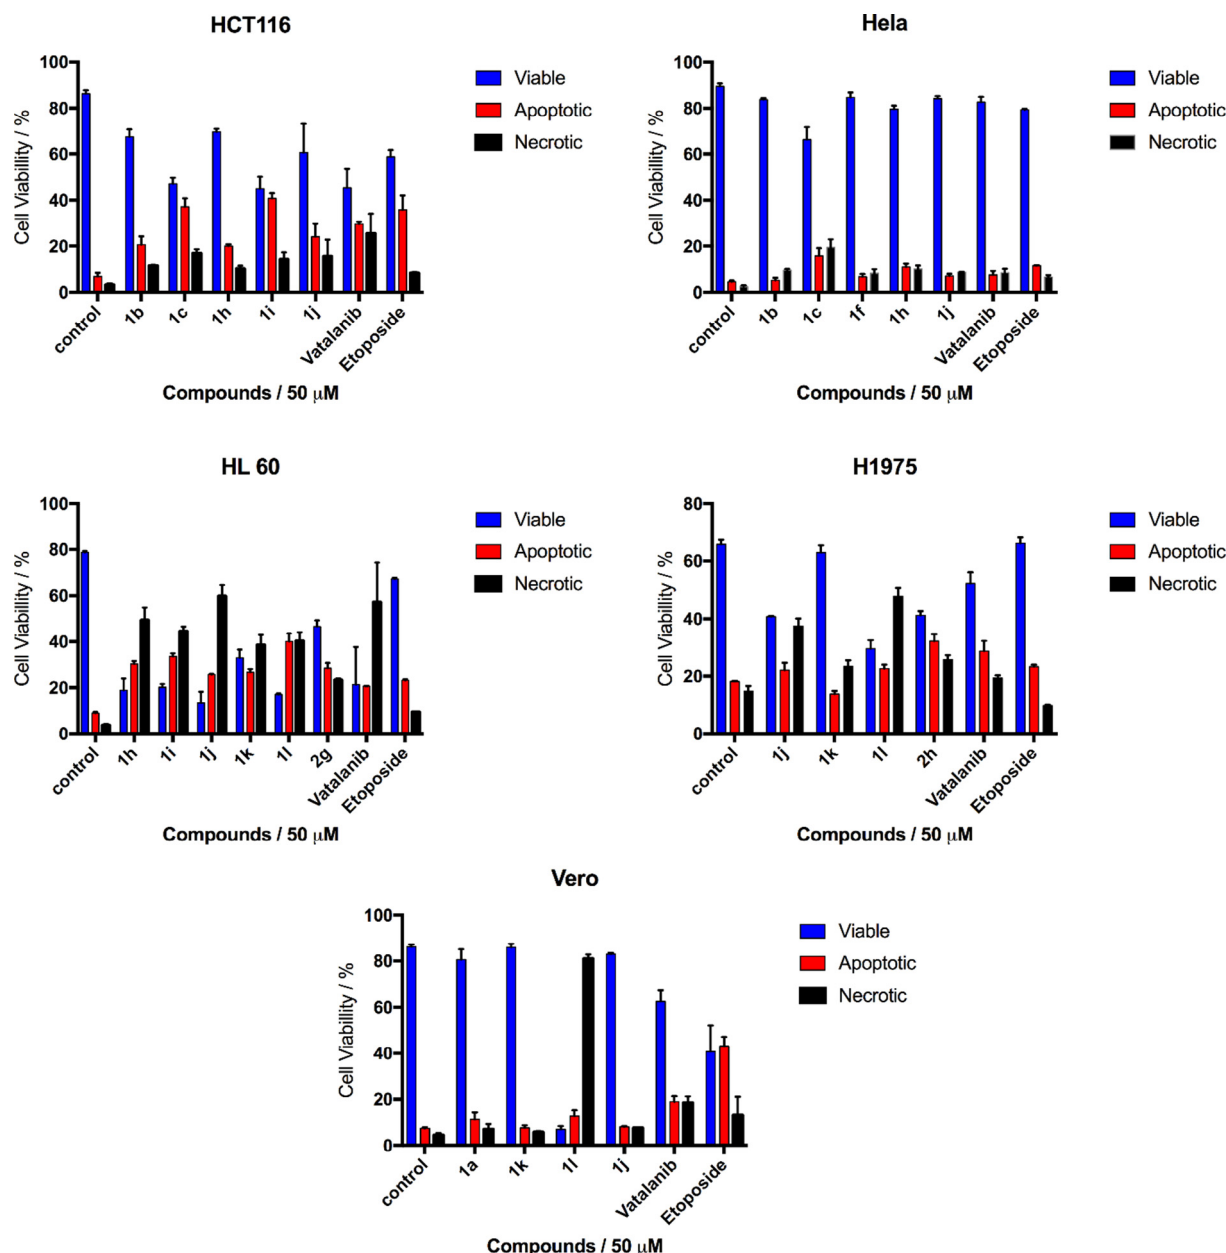 HCT116
Cell Viabillity / %
100
80
60
40
20
0
control
1b
1c
1h
1i
1j
Vatalanib
Etoposide
Compounds / 50 μM
Viable
Apoptotic
Necrotic
Hela
Cell Viabillity / %
100
80
60
40
20
0
control
1b
1c
1f
1h
1j
Vatalanib
Etoposide
Compounds / 50 μM
Viable
Apoptotic
Necrotic
HL 60
Cell Viabillity / %
100
80
60
40
20
0
control
1h
1i
1j
1k
1l
2g
Vatalanib
Etoposide
Compounds / 50 μM
Viable
Apoptotic
Necrotic
H1975
Cell Viabillity / %
80
60
40
20
0
control
1j
1k
1l
2h
Vatalanib
Etoposide
Compounds / 50 μM
Viable
Apoptotic
Necrotic
Vero
Cell Viabillity / %
100
80
60
40
20
0
control
1a
1k
1l
1j
Vatalanib
Etoposide
Compounds / 50 μM
Viable
Apoptotic
Necrotic